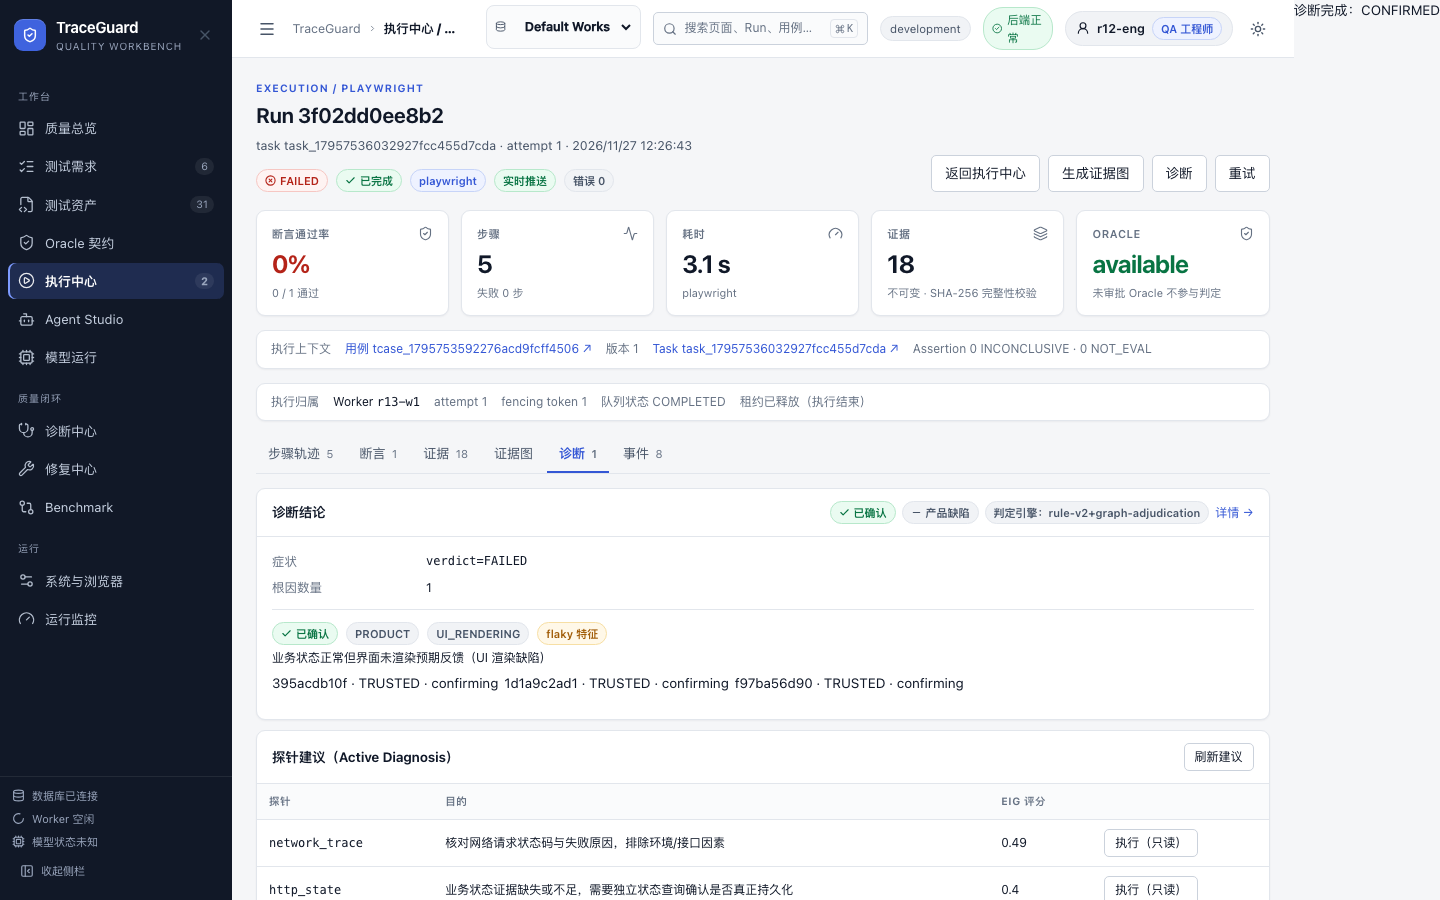 TraceGuard
QUALITY WORKBENCH
工作台
质量总览
测试需求 6
测试资产 31
Oracle 契约
执行中心 2
Agent Studio
模型运行
质量闭环
诊断中心
修复中心
Benchmark
运行
系统与浏览器
运行监控
数据库已连接
Worker 空闲
模型状态未知
收起侧栏
TraceGuard › 执行中心 / ...
Default Works
搜索页面、Run、用例... ⌘ K
development
后端正常
r12-eng QA 工程师
诊断完成：CONFIRMED
EXECUTION / PLAYWRIGHT
Run 3f02dd0ee8b2
task task_17957536032927fcc455d7cda · attempt 1 · 2026/11/27 12:26:43
FAILED 已完成 playwright 实时推送 错误 0
返回执行中心 生成证据图 诊断 重试
断言通过率
0%
0 / 1 通过
步骤
5
失败 0 步
耗时
3.1 s
playwright
证据
18
不可变 · SHA-256 完整性校验
ORACLE
available
未审批 Oracle 不参与判定
执行上下文 用例 tcase_1795753592276acd9fcff4506 ↗ 版本 1 Task task_17957536032927fcc455d7cda ↗ Assertion 0 INCONCLUSIVE · 0 NOT_EVAL
执行归属 Worker r13-w1 attempt 1 fencing token 1 队列状态 COMPLETED 租约已释放（执行结束）
步骤轨迹 5 断言 1 证据 18 证据图 诊断 1 事件 8
诊断结论
已确认 产品缺陷 判定引擎：rule-v2+graph-adjudication 详情 →
症状 verdict=FAILED
根因数量 1
已确认 PRODUCT UI_RENDERING flaky 特征
业务状态正常但界面未渲染预期反馈（UI 渲染缺陷）
395acdb10f · TRUSTED · confirming 1d1a9c2ad1 · TRUSTED · confirming f97ba56d90 · TRUSTED · confirming
探针建议（Active Diagnosis） 刷新建议
探针 目的 EIG 评分
network_trace 核对网络请求状态码与失败原因，排除环境/接口因素 0.49 执行（只读）
http_state 业务状态证据缺失或不足，需要独立状态查询确认是否真正持久化 0.4 执行（只读）